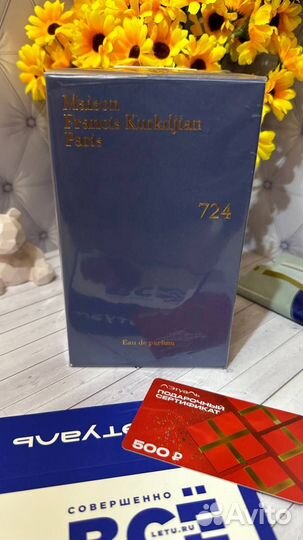 Maison
Francis Kurkdjian
Paris
724
Eau de parfum
ЛЭТУАЛЬ
ПОДАРОЧНЫЙ
СЕРТИФИКАТ
500 ₽
ЛЭТУАЛЬ
СОВЕРШЕННО
ВСЁ
LETU.RU
Avito